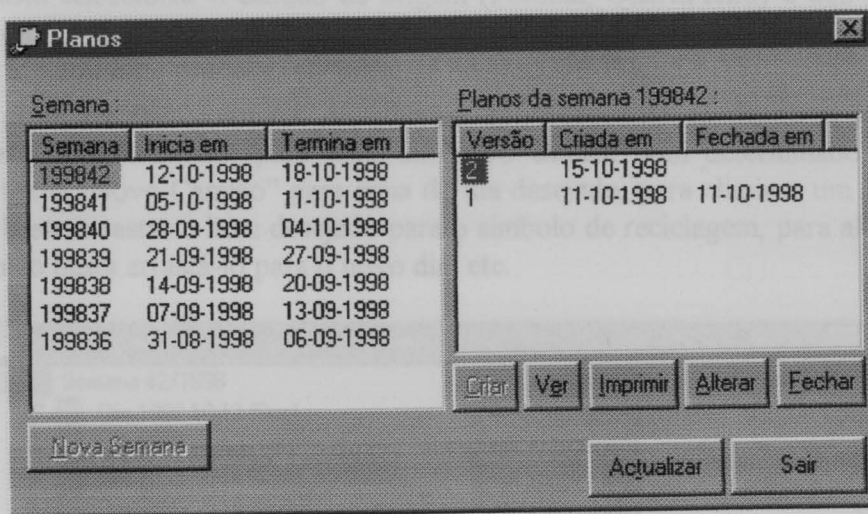 Planos
Semana :
Semana Inicia em Termina em
199842 12-10-1998 18-10-1998
199841 05-10-1998 11-10-1998
199840 28-09-1998 04-10-1998
199839 21-09-1998 27-09-1998
199838 14-09-1998 20-09-1998
199837 07-09-1998 13-09-1998
199836 31-08-1998 06-09-1998
Nova Semana
Planos da semana 199842 :
Versão Criada em Fechada em
2 15-10-1998
1 11-10-1998 11-10-1998
Criar Ver Imprimir Alterar Fechar
Actualizar Sair